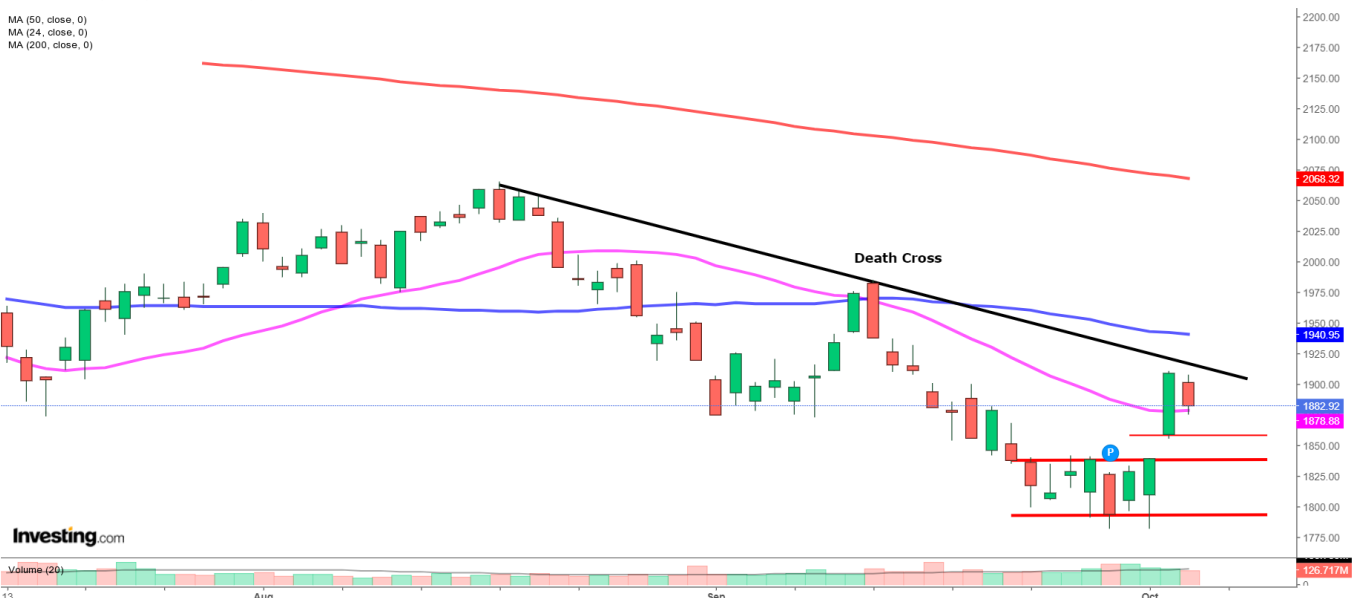 MA (50, close, 0)
MA (24, close, 0)
MA (200, close, 0)
2200.00
2175.00
2150.00
2125.00
2100.00
2075.00
2068.32
2050.00
2025.00
2000.00
1975.00
1950.00
1940.95
1925.00
1900.00
1882.92
1878.88
1850.00
1825.00
1800.00
1775.00
Death Cross
P
Investing.com
Volume (20)
126.717M
0
13
Aug
Sep
Oct